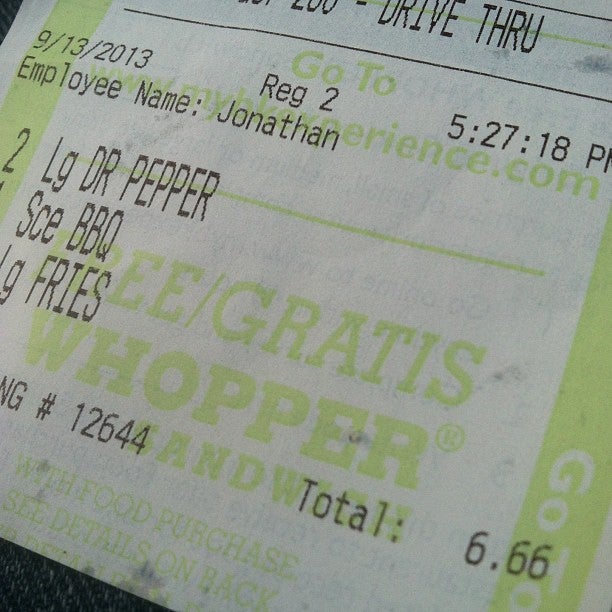 280 - DRIVE THRU
Go To
9/13/2013 Reg 2 5:27:18 PM
Employee Name: Jonathan
www.mybkexperience.com
2 Lg DR PEPPER
Sce BBQ
Lg FRIES
FREE/GRATIS
WHOPPER®
SANDWICH
NG # 12644
Total: 6.66
WITH FOOD PURCHASE
SEE DETAILS ON BACK
Go To